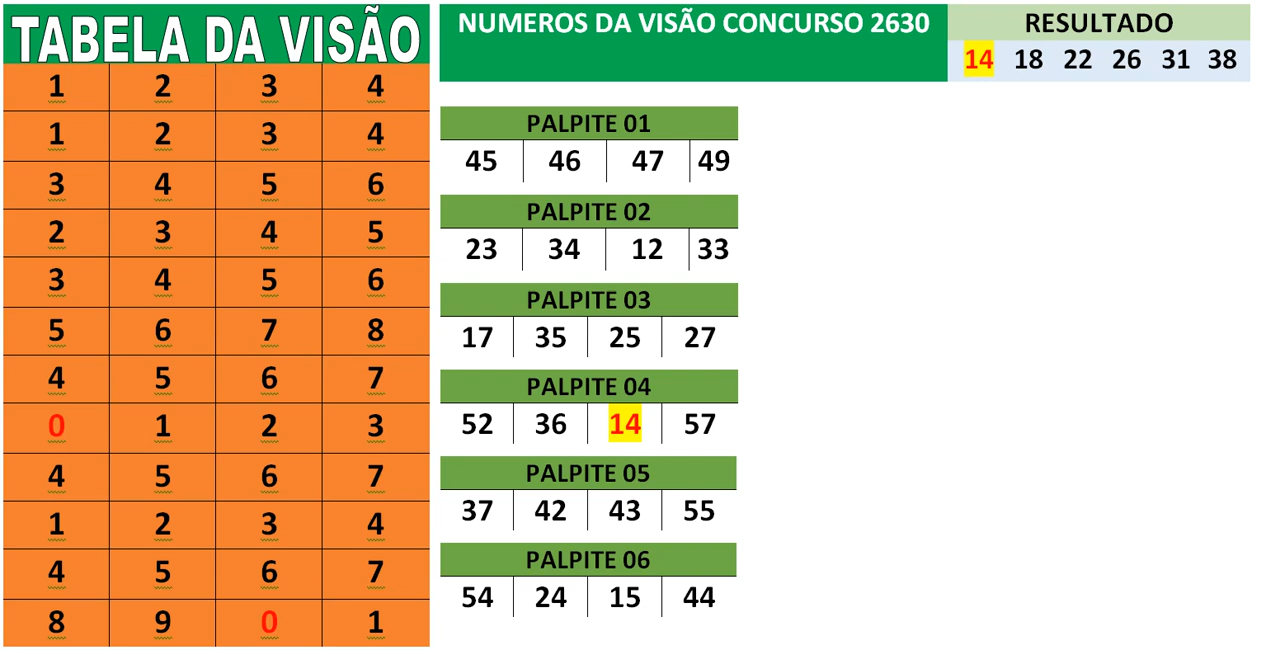 TABELA DA VISÃO
1 2 3 4
1 2 3 4
3 4 5 6
2 3 4 5
3 4 5 6
5 6 7 8
4 5 6 7
0 1 2 3
4 5 6 7
1 2 3 4
4 5 6 7
8 9 0 1
NUMEROS DA VISÃO CONCURSO 2630
RESULTADO
14 18 22 26 31 38
PALPITE 01
45 46 47 49
PALPITE 02
23 34 12 33
PALPITE 03
17 35 25 27
PALPITE 04
52 36 14 57
PALPITE 05
37 42 43 55
PALPITE 06
54 24 15 44